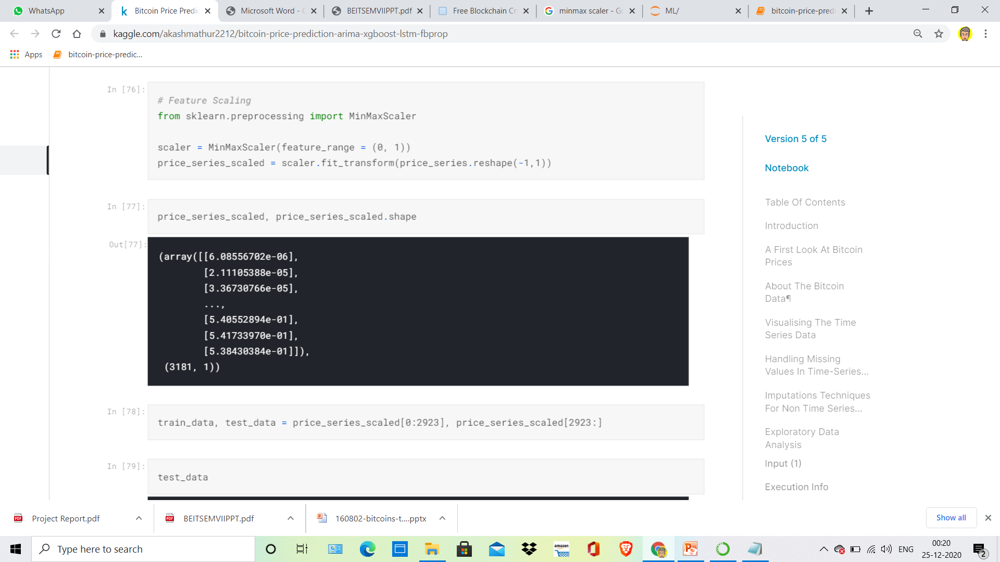 WhatsApp
Bitcoin Price Predic
Microsoft Word -
BEITSEMVIIPPT.pdf
Free Blockchain Cr
minmax scaler - Go
ML/
bitcoin-price-pred
kaggle.com/akashmathur2212/bitcoin-price-prediction-arima-xgboost-lstm-fbprop
Apps
bitcoin-price-predic...
In [76]:
# Feature Scaling
from sklearn.preprocessing import MinMaxScaler
scaler = MinMaxScaler(feature_range = (0, 1))
price_series_scaled = scaler.fit_transform(price_series.reshape(-1,1))
In [77]:
price_series_scaled, price_series_scaled.shape
Out[77]:
(array([[6.08556702e-06],
[2.11105388e-05],
[3.36730766e-05],
...,
[5.40552894e-01],
[5.41733970e-01],
[5.38430384e-01]]),
(3181, 1))
In [78]:
train_data, test_data = price_series_scaled[0:2923], price_series_scaled[2923:]
In [79]:
test_data
Version 5 of 5
Notebook
Table Of Contents
Introduction
A First Look At Bitcoin
Prices
About The Bitcoin
Data¶
Visualising The Time
Series Data
Handling Missing
Values In Time-Series...
Imputations Techniques
For Non Time Series...
Exploratory Data
Analysis
Input (1)
Execution Info
Project Report.pdf
BEITSEMVIIPPT.pdf
160802-bitcoins-t....pptx
Show all
Type here to search
amazon
ENG
00:20
25-12-2020
2